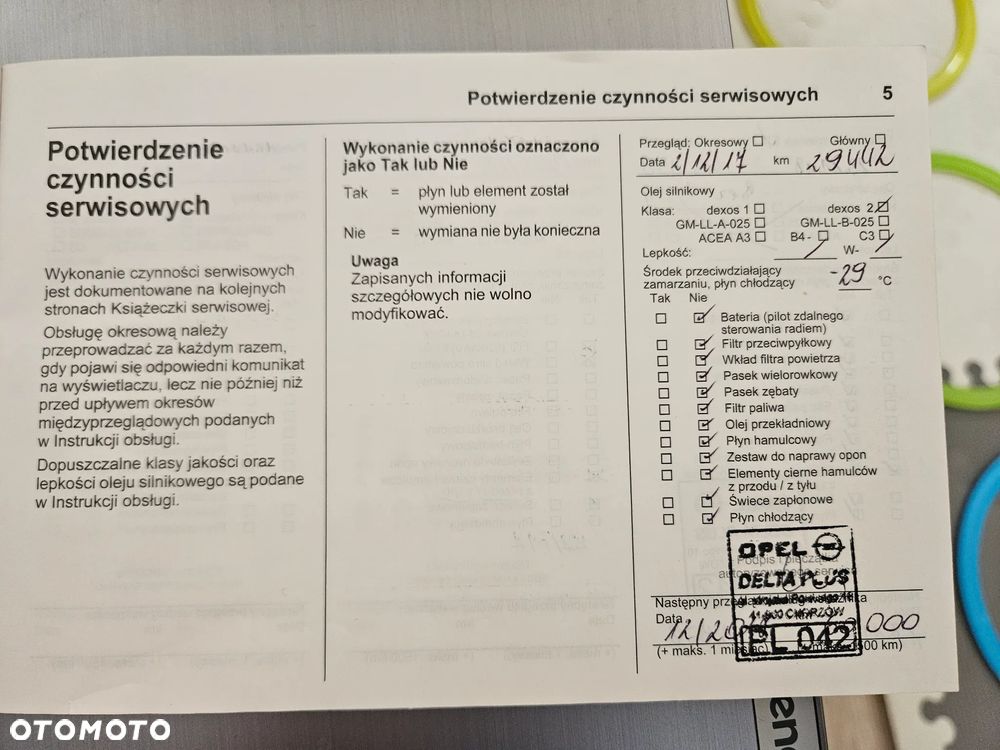 Potwierdzenie czynności serwisowych 5
Potwierdzenie
czynności
serwisowych
Wykonanie czynności serwisowych
jest dokumentowane na kolejnych
stronach Książeczki serwisowej.
Obsługę okresową należy
przeprowadzać za każdym razem,
gdy pojawi się odpowiedni komunikat
na wyświetlaczu, lecz nie później niż
przed upływem okresów
międzyprzeglądowych podanych
w Instrukcji obsługi.
Dopuszczalne klasy jakości oraz
lepkości oleju silnikowego są podane
w Instrukcji obsługi.
Wykonanie czynności oznaczono
jako Tak lub Nie
Tak = płyn lub element został
wymieniony
Nie = wymiana nie była konieczna
Uwaga
Zapisanych informacji
szczegółowych nie wolno
modyfikować.
Przegląd: Okresowy Główny
Data 2/12/17 km 29442
Olej silnikowy
Klasa: dexos 1 dexos 2
GM-LL-A-025 GM-LL-B-025
ACEA A3 B4 - C3
Lepkość: W-
Środek przeciwdziałający
zamarzaniu, płyn chłodzący -29 °C
Tak Nie
Bateria (pilot zdalnego
sterowania radiem)
Filtr przeciwpyłkowy
Wkład filtra powietrza
Pasek wielorowkowy
Pasek zębaty
Filtr paliwa
Olej przekładniowy
Płyn hamulcowy
Zestaw do naprawy opon
Elementy cierne hamulców
z przodu / z tyłu
Świece zapłonowe
Płyn chłodzący
OPEL
Podpis i pieczątka
DELTA PLUS
Następny
CHORZÓW
Data 12/ 000
PL 042
(+ maks. 1 miesiąc) 500 km)
OTOMOTO